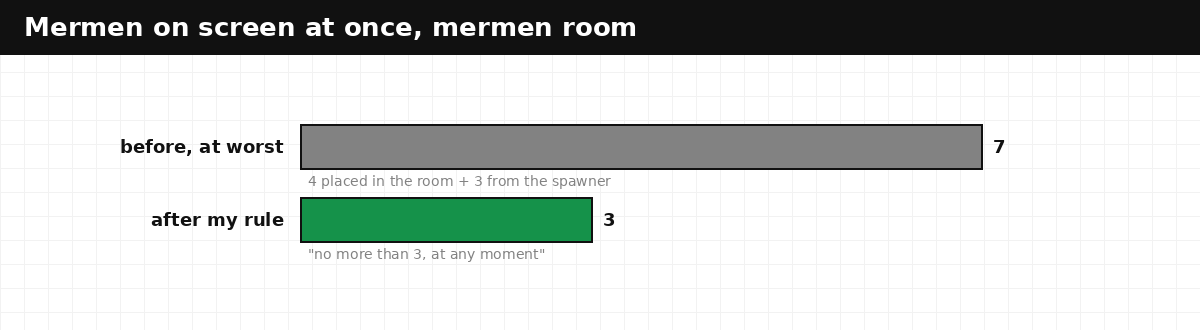 Mermen on screen at once, mermen room
before, at worst 7
4 placed in the room + 3 from the spawner
after my rule 3
"no more than 3, at any moment"